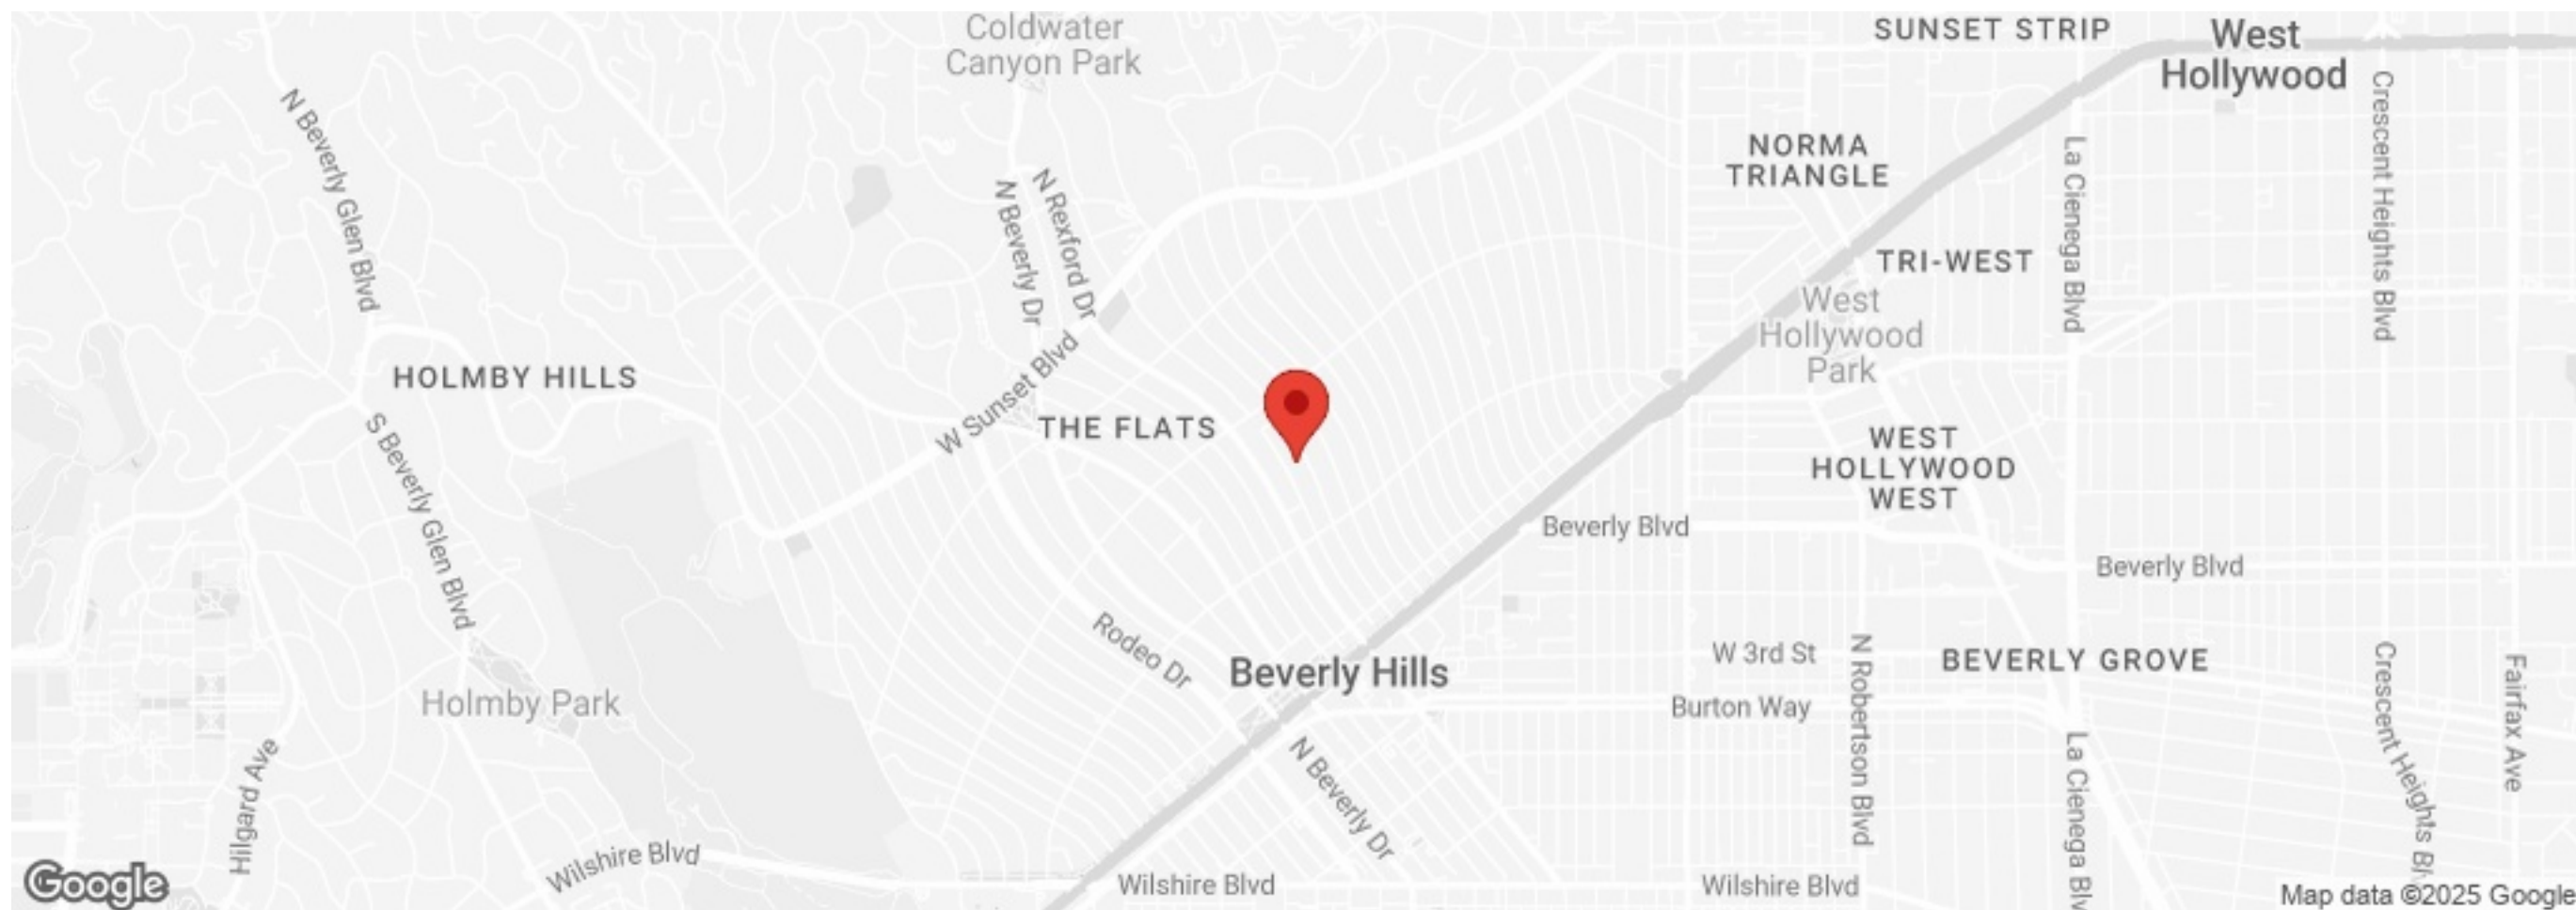 Coldwater
Canyon Park
SUNSET STRIP
West
Hollywood
N Beverly Glen Blvd
N Beverly Dr
N Rexford Dr
NORMA
TRIANGLE
La Cienega Blvd
Crescent Heights Blvd
TRI-WEST
West
Hollywood
Park
HOLMBY HILLS
W Sunset Blvd
THE FLATS
S Beverly Glen Blvd
WEST
HOLLYWOOD
WEST
Beverly Blvd
Beverly Blvd
Rodeo Dr
Beverly Hills
W 3rd St
N Robertson Blvd
BEVERLY GROVE
Burton Way
Holmby Park
Hilgard Ave
N Beverly Dr
La Cienega Blv
Crescent Heights Blv
Fairfax Ave
Wilshire Blvd
Wilshire Blvd
Wilshire Blvd
Google
Map data ©2025 Google